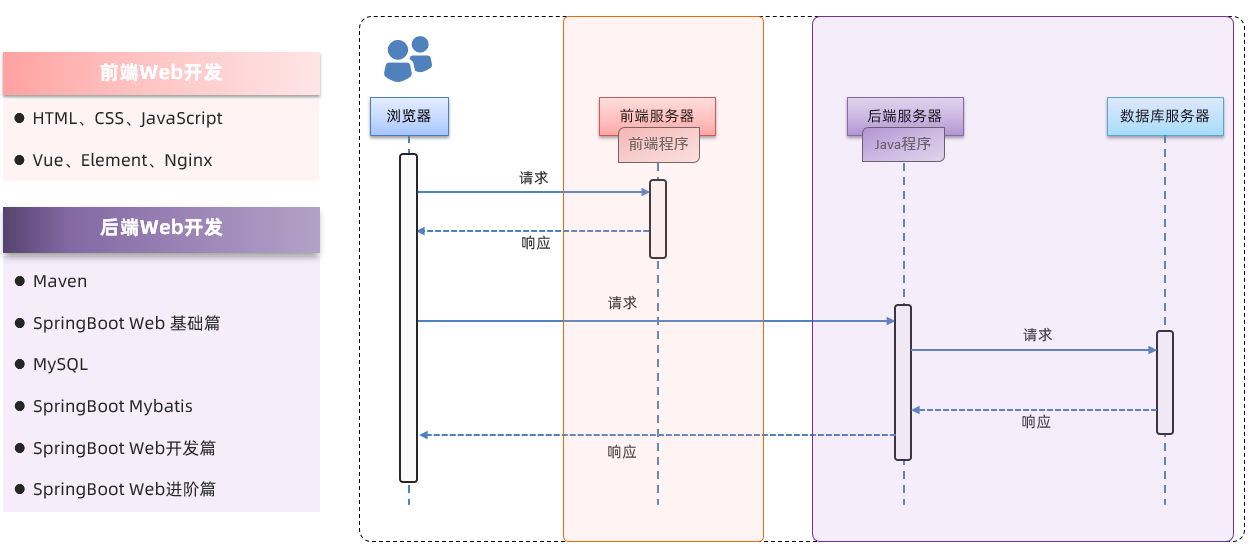 前端Web开发
HTML、CSS、JavaScript
Vue、Element、Nginx
后端Web开发
Maven
SpringBoot Web 基础篇
MySQL
SpringBoot Mybatis
SpringBoot Web开发篇
SpringBoot Web进阶篇
浏览器
前端服务器
前端程序
后端服务器
Java程序
数据库服务器
请求
响应
请求
请求
响应
响应